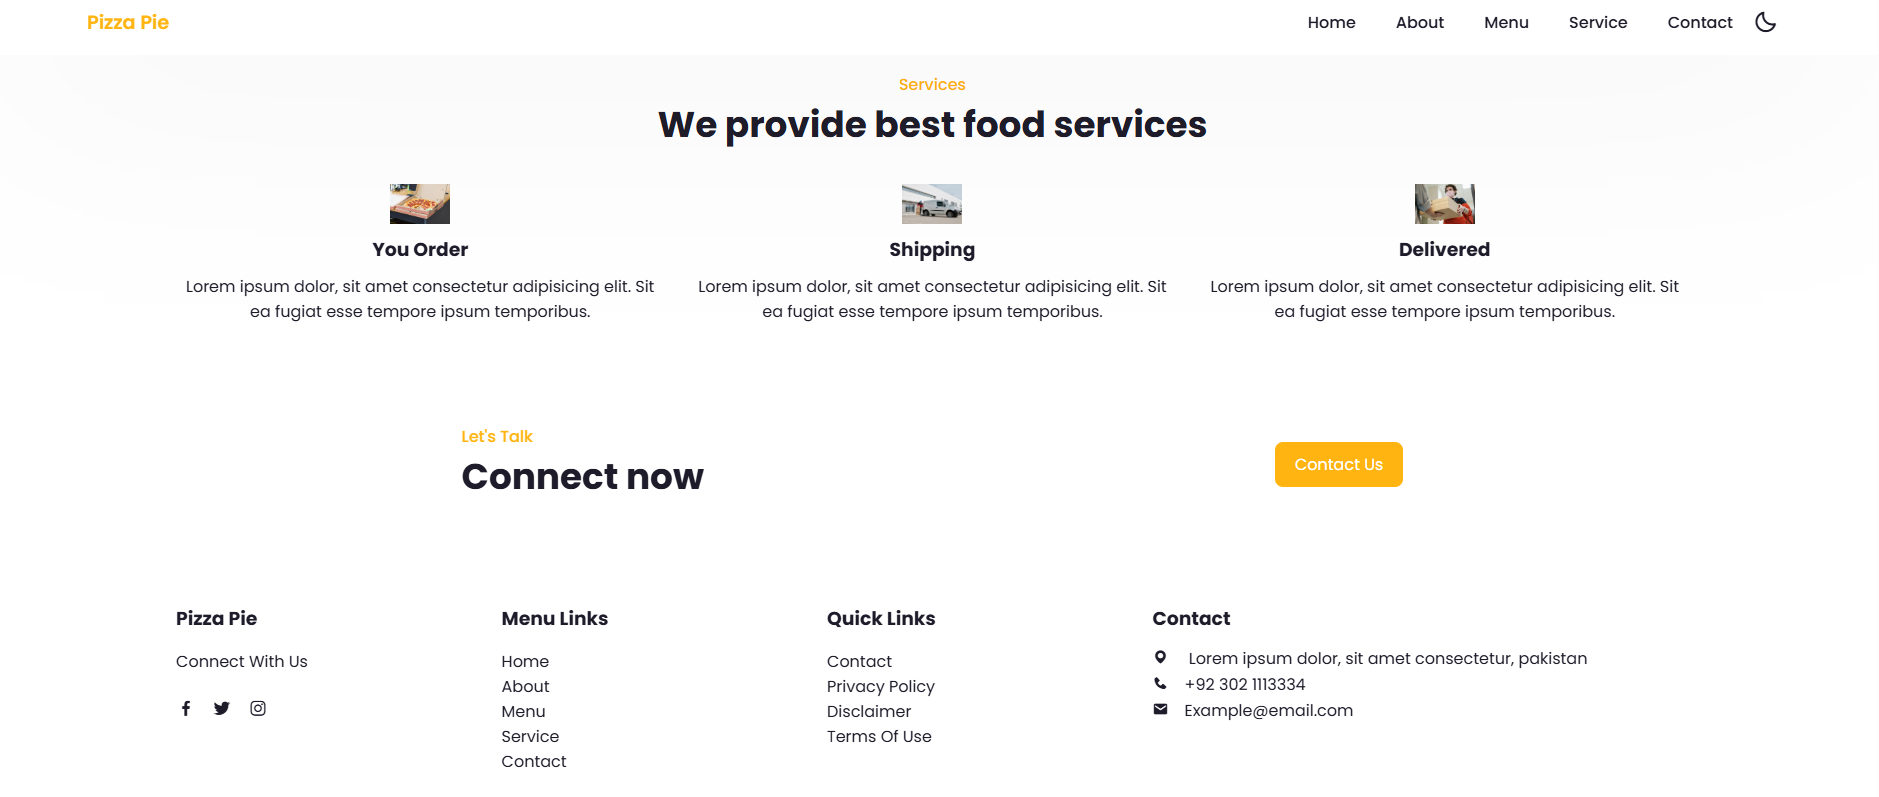 Pizza Pie
Home About Menu Service Contact
Services
We provide best food services
You Order
Lorem ipsum dolor, sit amet consectetur adipisicing elit. Sit
ea fugiat esse tempore ipsum temporibus.
Shipping
Lorem ipsum dolor, sit amet consectetur adipisicing elit. Sit
ea fugiat esse tempore ipsum temporibus.
Delivered
Lorem ipsum dolor, sit amet consectetur adipisicing elit. Sit
ea fugiat esse tempore ipsum temporibus.
Let's Talk
Connect now
Contact Us
Pizza Pie
Connect With Us
Menu Links
Home
About
Menu
Service
Contact
Quick Links
Contact
Privacy Policy
Disclaimer
Terms Of Use
Contact
Lorem ipsum dolor, sit amet consectetur, pakistan
+92 302 1113334
Example@email.com